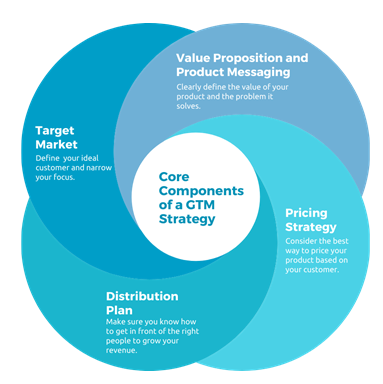 Value Proposition and
Product Messaging
Clearly define the value of your
product and the problem it
solves.
Target
Market
Define your ideal
customer and narrow
your focus.
Core
Components
of a GTM
Strategy
Pricing
Strategy
Consider the best
way to price your
product based on
your customer.
Distribution
Plan
Make sure you know how
to get in front of the right
people to grow your
revenue.